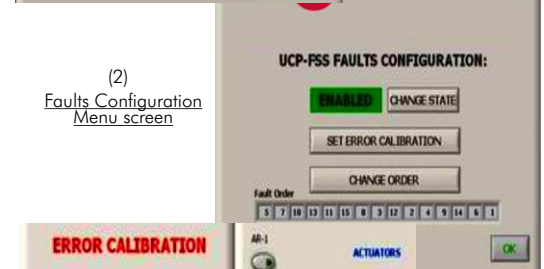 UCP-FSS FAULTS CONFIGURATION:
(2)
Faults Configuration
Menu screen
ENABLED CHANGE STATE
SET ERROR CALIBRATION
CHANGE ORDER
Fault Order
5 7 10 13 11 15 8 3 12 2 4 9 14 6 1
ERROR CALIBRATION
AR-1
ACTUATORS
OK